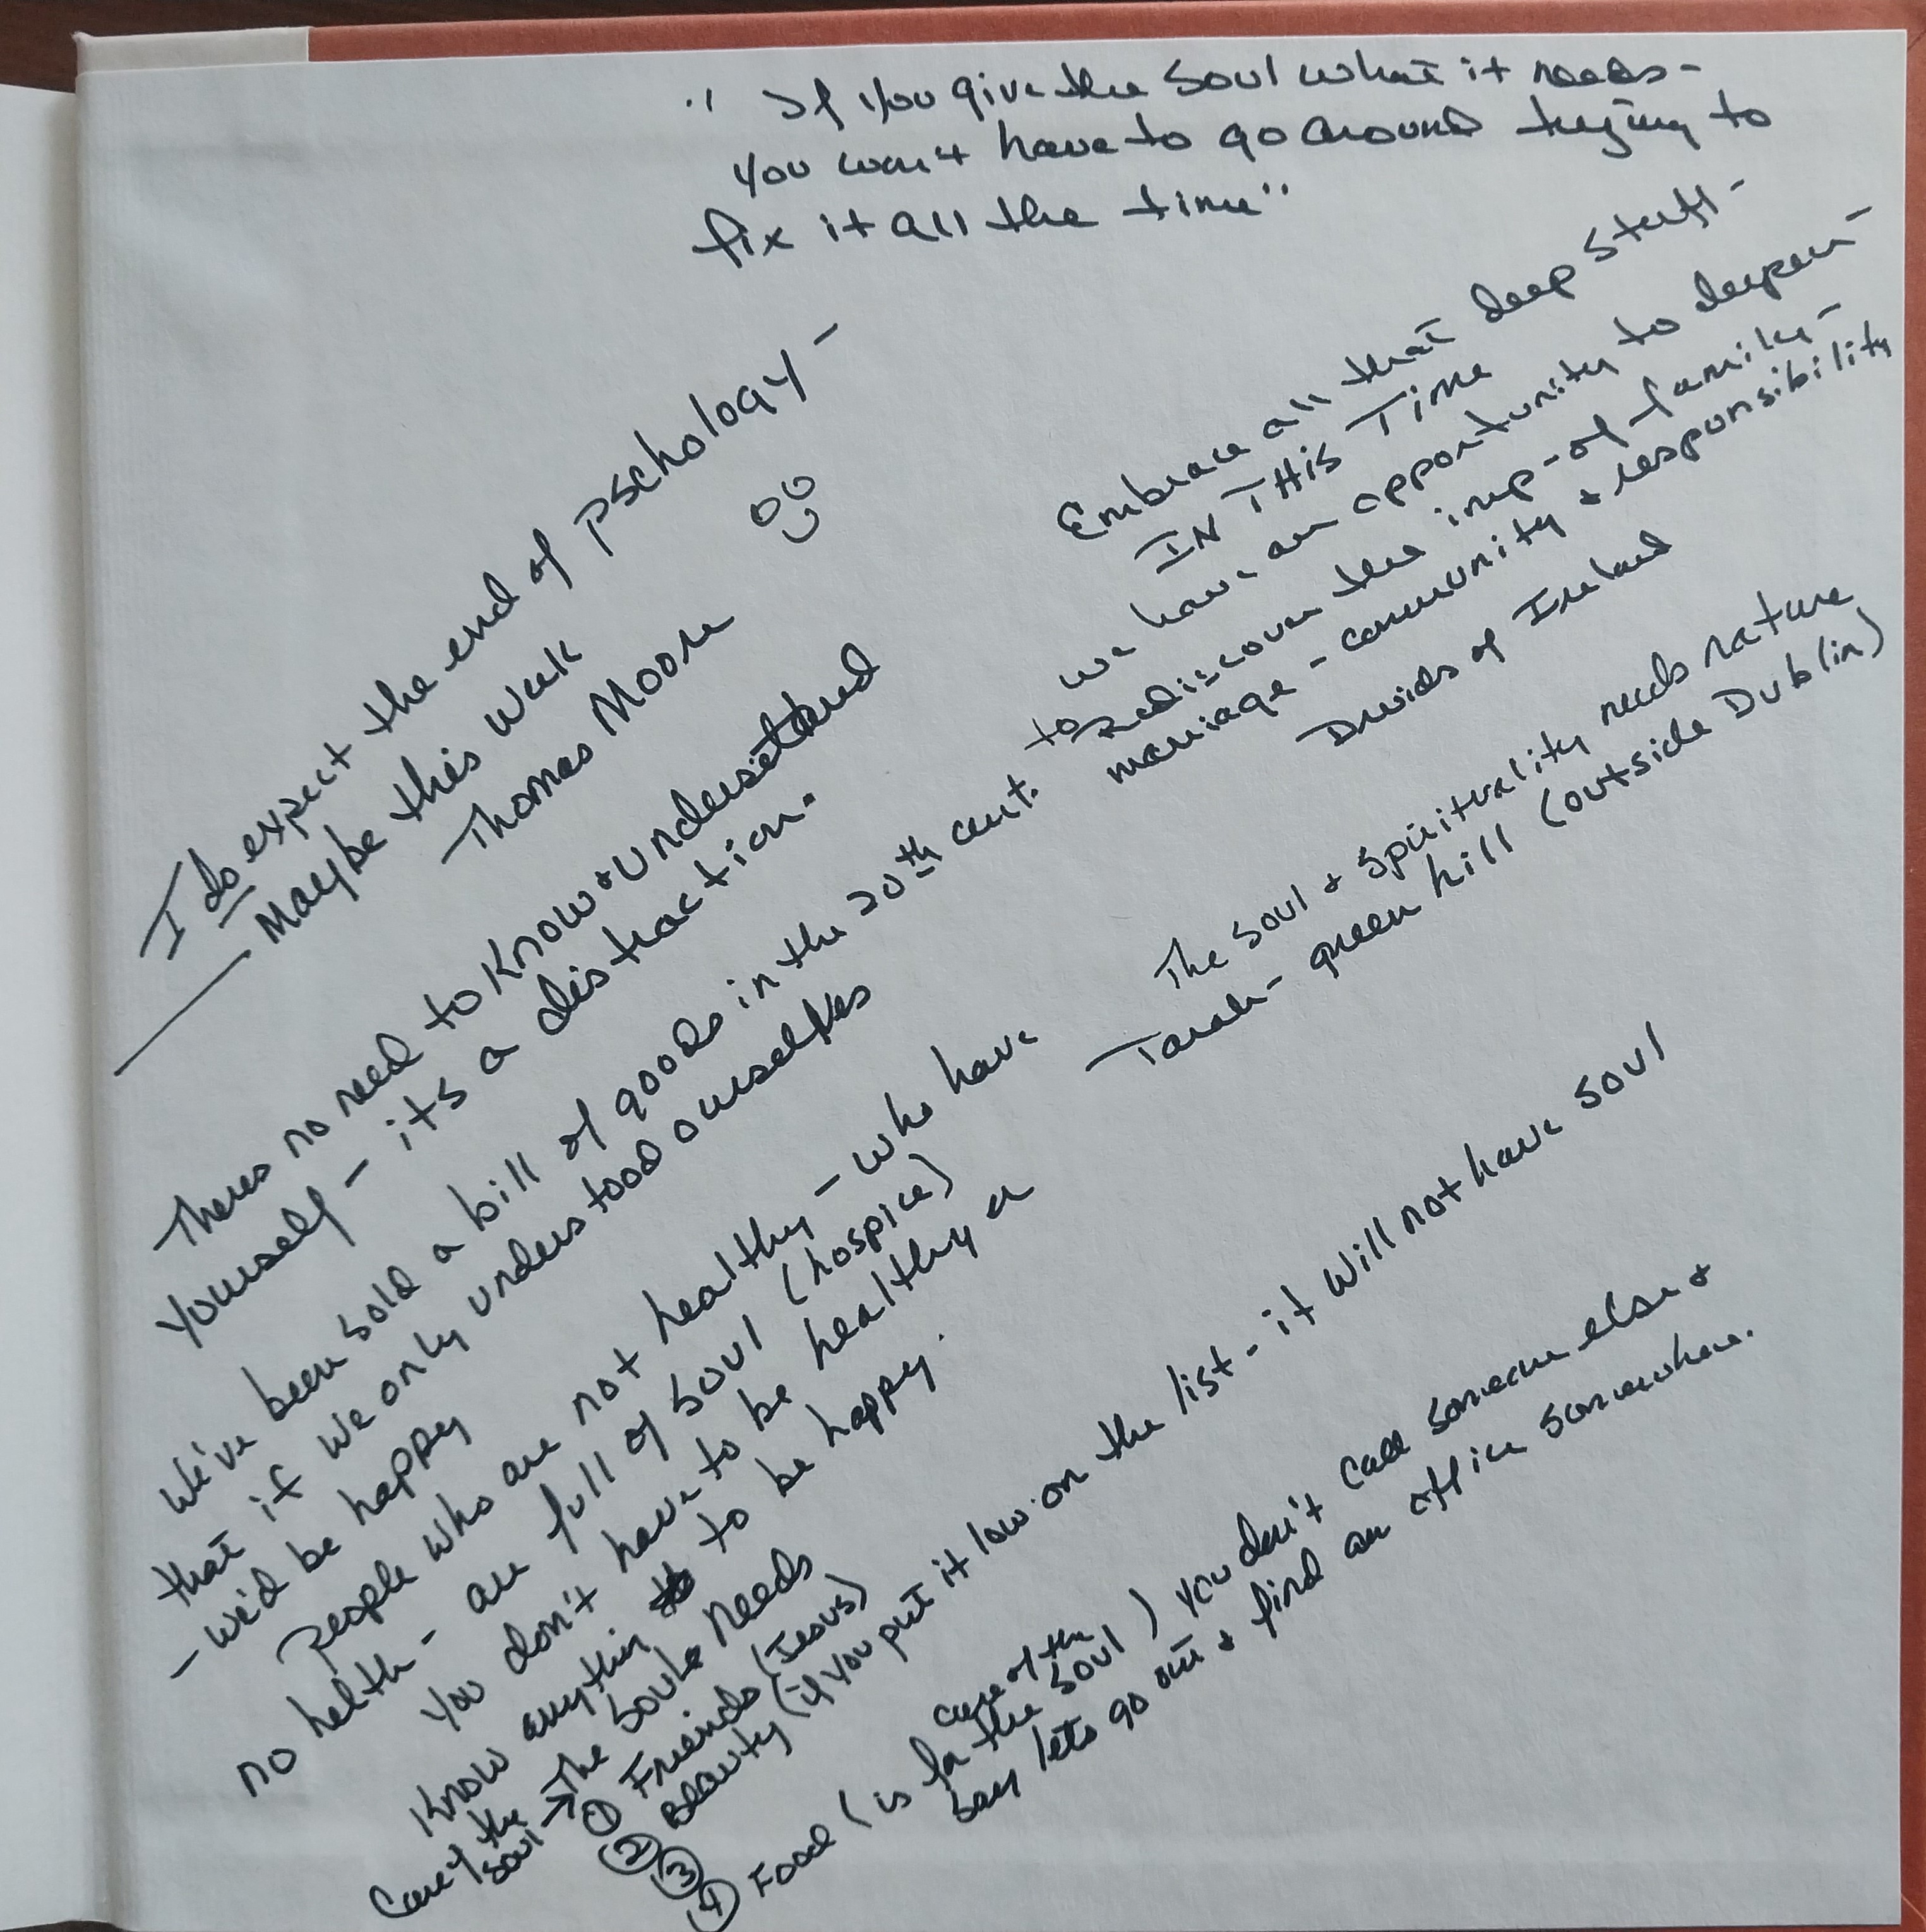 " If you give the soul what it needs -
you won't have to go around trying to
fix it all the time"
I do expect the end of pschology -
Maybe this week
Thomas Moore
Theres no need to Know & Understand
Yourself - its a distraction.
We've been sold a bill of goods in the 20th cent.
that if we only understood ourselves
- we'd be happy
people who are not healthy - who have
no helth - are full of soul (hospice)
You don't have to be healthy or
Know anything to be happy.
Care of the soul → The souls needs
① Friends (Jesus)
② Beauty (if you put it low on the list - it will not have soul
③
④ Food (is for the soul) you don't call someone else &
care of the
say lets go out & find an office somewhere.
Embrace all that deep stuff -
IN THIS TIME
we have an opportunity to deepen -
to rediscover the imp - of family -
marriage - community & responsibility
Druids of Ireland
The soul & spirituality needs nature
Tarah - green hill (outside Dublin)